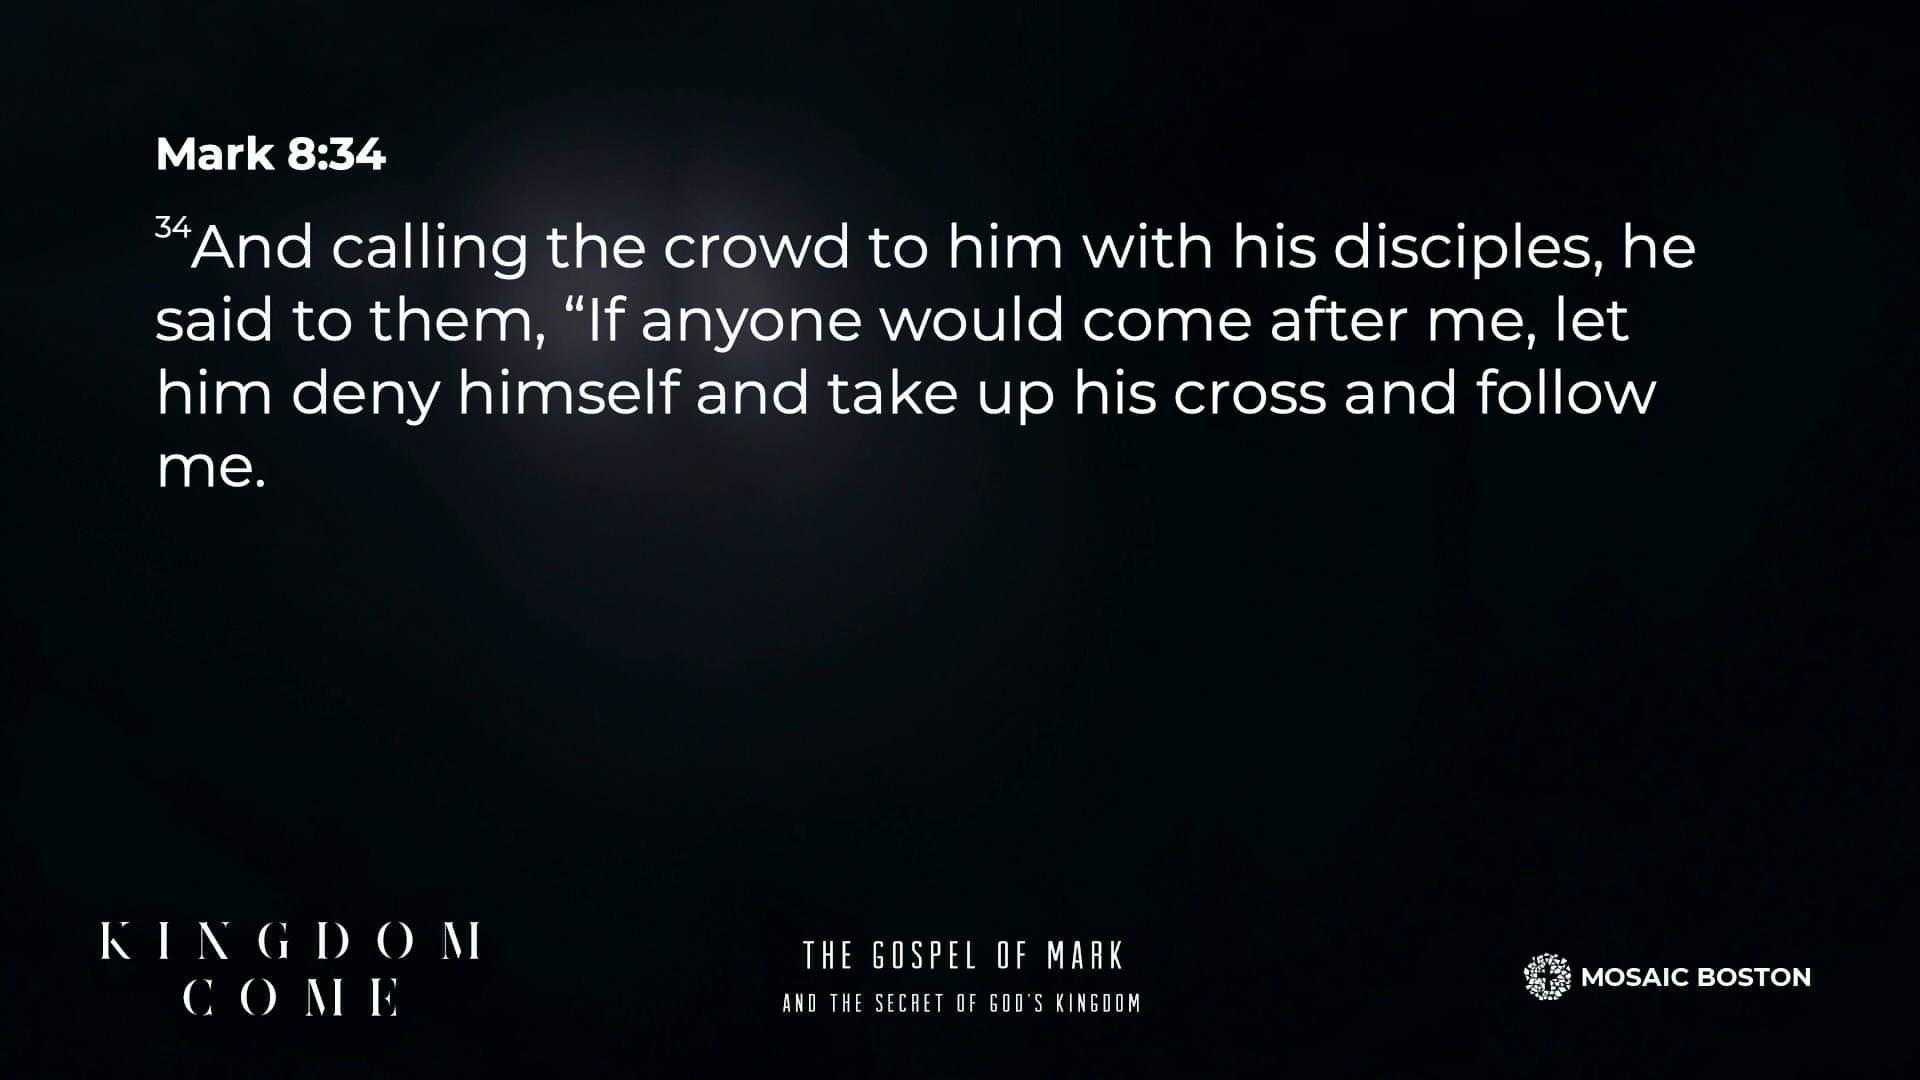 Mark 8:34
34And calling the crowd to him with his disciples, he
said to them, “If anyone would come after me, let
him deny himself and take up his cross and follow
me.
KINGDOM
COME
THE GOSPEL OF MARK
AND THE SECRET OF GOD'S KINGDOM
MOSAIC BOSTON